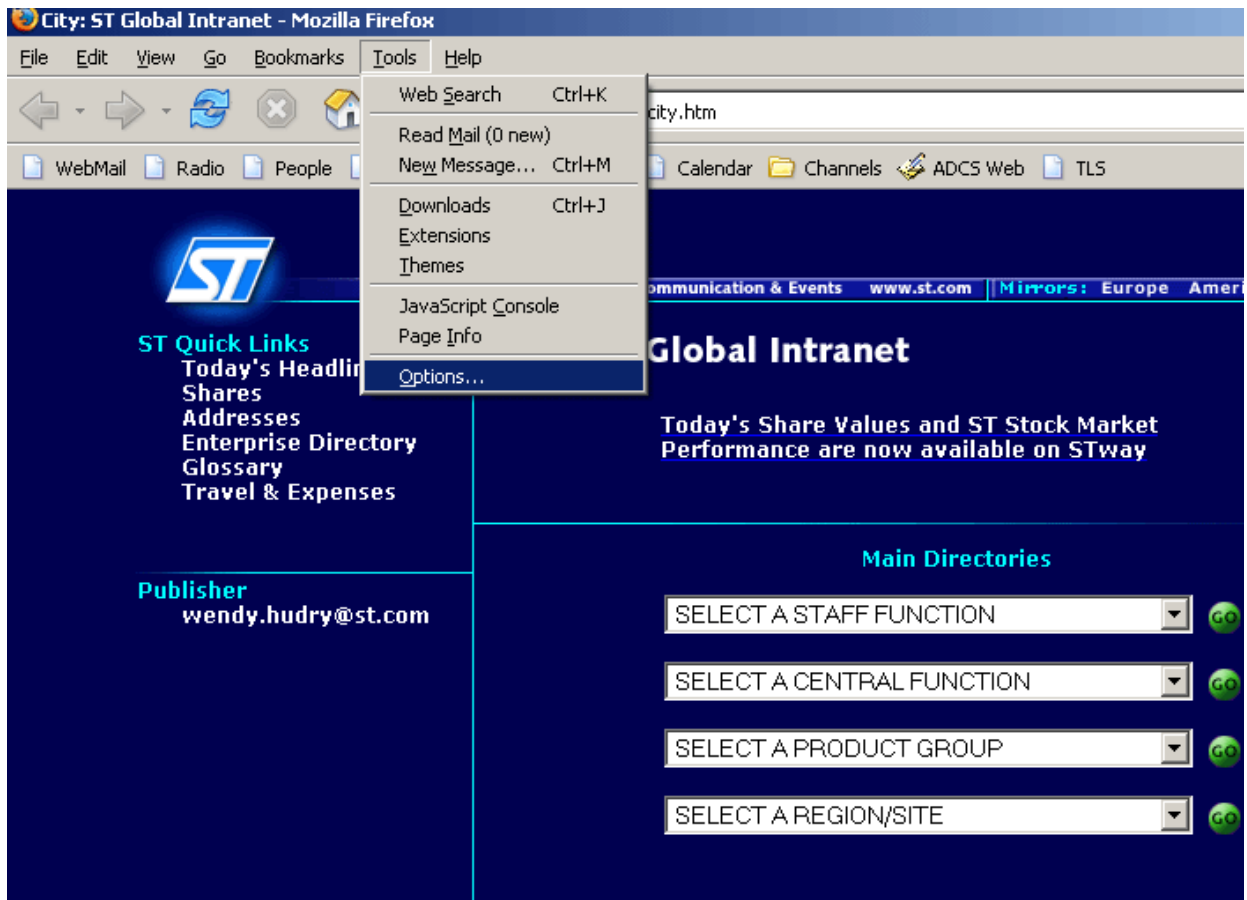 City: ST Global Intranet - Mozilla Firefox
File Edit View Go Bookmarks Tools Help
Web Search Ctrl+K
Read Mail (0 new)
New Message... Ctrl+M
Downloads Ctrl+J
Extensions
Themes
JavaScript Console
Page Info
Options...
city.htm
WebMail Radio People Calendar Channels ADCS Web TLS
ST
ommunication & Events www.st.com Mirrors: Europe Ameri
ST Quick Links
Today's Headlin
Shares
Addresses
Enterprise Directory
Glossary
Travel & Expenses
Publisher
wendy.hudry@st.com
Global Intranet
Today's Share Values and ST Stock Market
Performance are now available on STway
Main Directories
SELECT A STAFF FUNCTION GO
SELECT A CENTRAL FUNCTION GO
SELECT A PRODUCT GROUP GO
SELECT A REGION/SITE GO